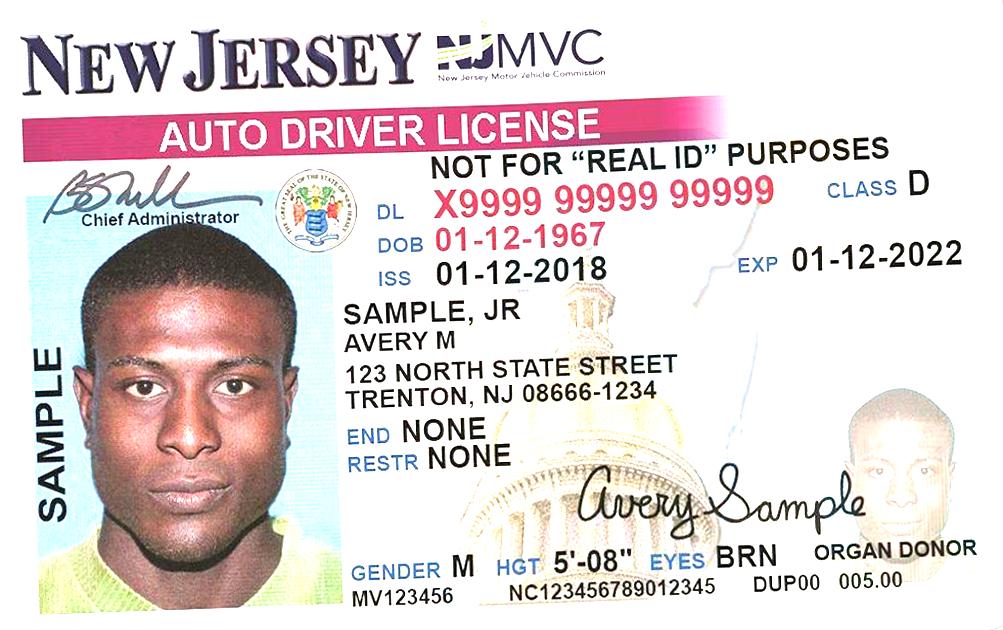 NEW JERSEY NJMVC
New Jersey Motor Vehicle Commission
AUTO DRIVER LICENSE
NOT FOR “REAL ID” PURPOSES
Chief Administrator
THE GREAT SEAL OF THE STATE OF NEW JERSEY
DL X9999 99999 99999 CLASS D
DOB 01-12-1967
ISS 01-12-2018 EXP 01-12-2022
SAMPLE, JR
AVERY M
123 NORTH STATE STREET
TRENTON, NJ 08666-1234
END NONE
RESTR NONE
SAMPLE
Avery Sample
GENDER M HGT 5'-08" EYES BRN ORGAN DONOR
MV123456 NC123456789012345 DUP00 005.00